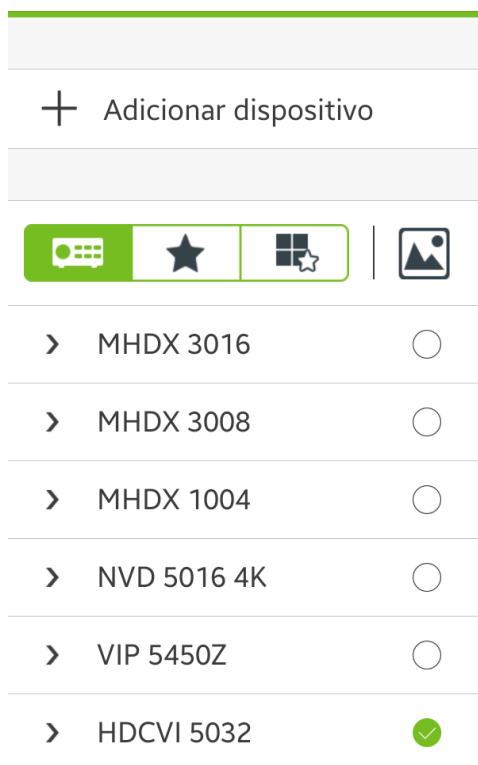 Adicionar dispositivo
MHDX 3016
MHDX 3008
MHDX 1004
NVD 5016 4K
VIP 5450Z
HDCVI 5032